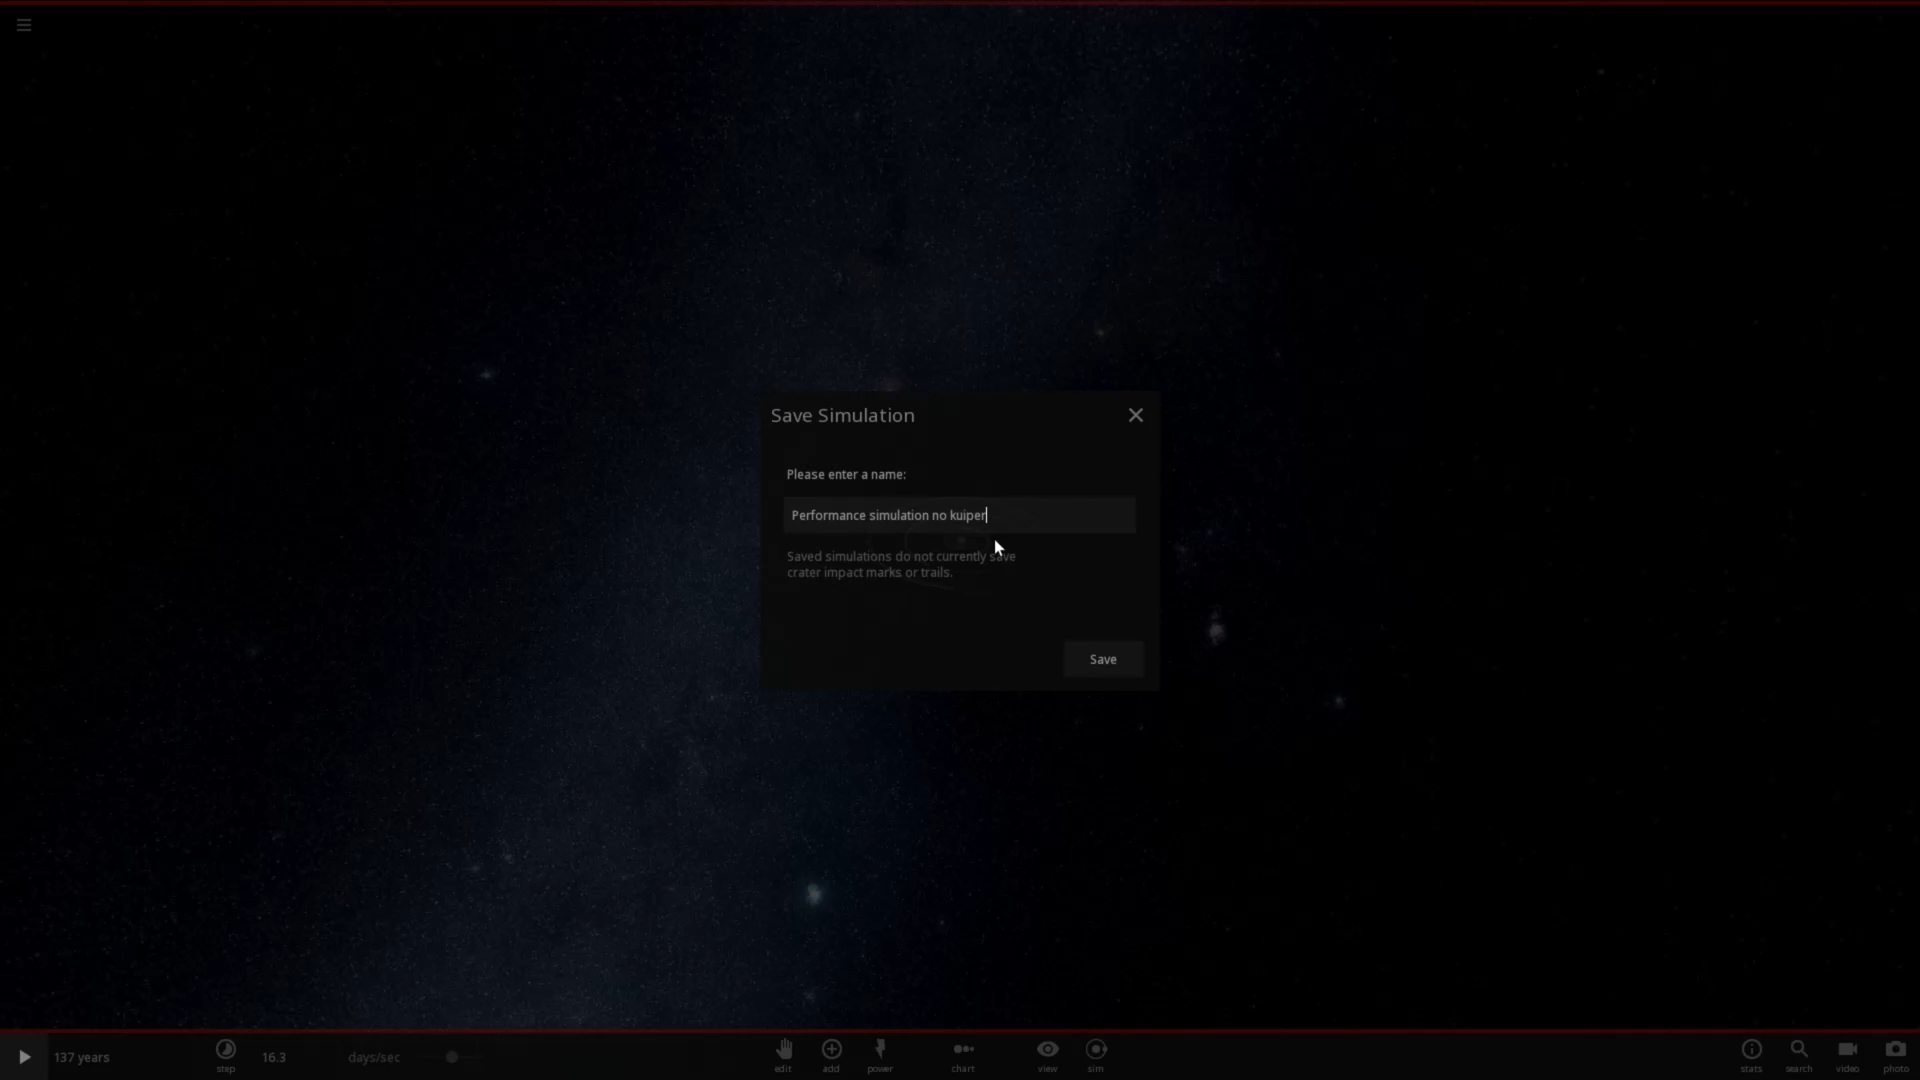 Save Simulation
Please enter a name:
Performance simulation no kuiper
Saved simulations do not currently save
crater impact marks or trails.
Save
137 years
step
16.3
days/sec
edit
add
power
chart
view
sim
stats
search
video
photo